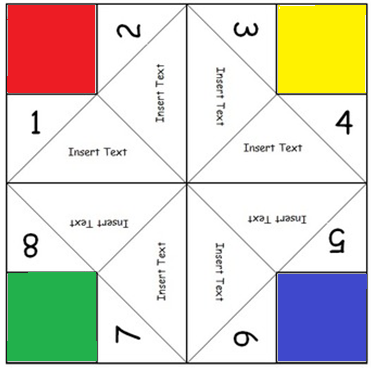 2
3
Insert Text
Insert Text
1
4
Insert Text
Insert Text
Insert Text
Insert Text
8
5
Insert Text
Insert Text
7
6